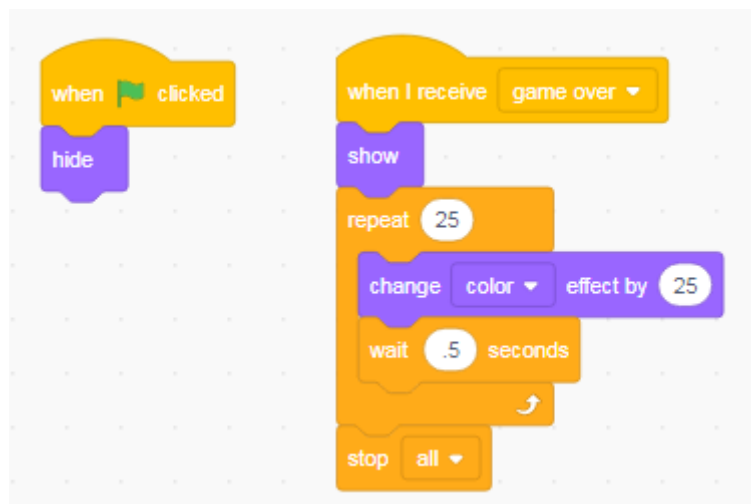 when clicked
hide
when I receive game over
show
repeat 25
change color effect by 25
wait .5 seconds
stop all